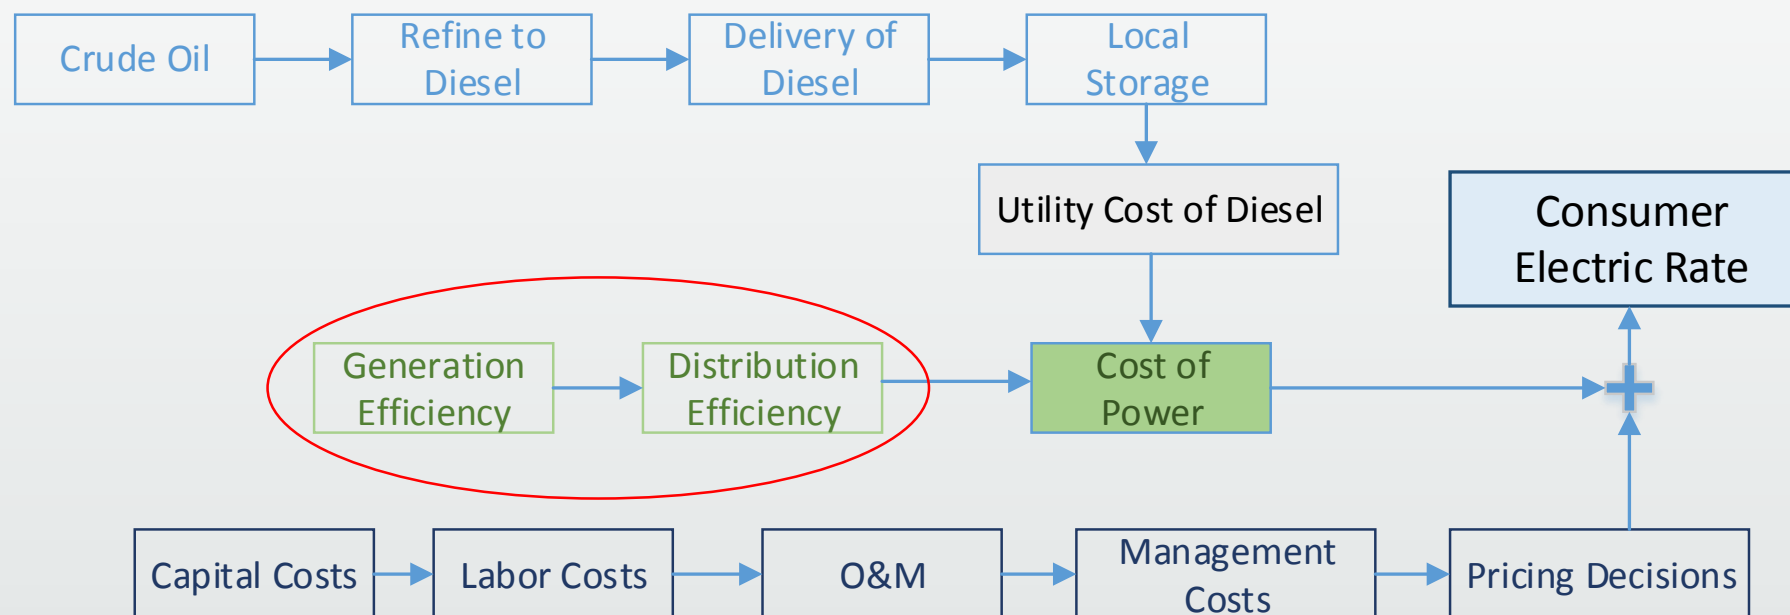 Crude Oil
Refine to
Diesel
Delivery of
Diesel
Local
Storage
Utility Cost of Diesel
Consumer
Electric Rate
Generation
Efficiency
Distribution
Efficiency
Cost of
Power
Capital Costs
Labor Costs
O&M
Management
Costs
Pricing Decisions